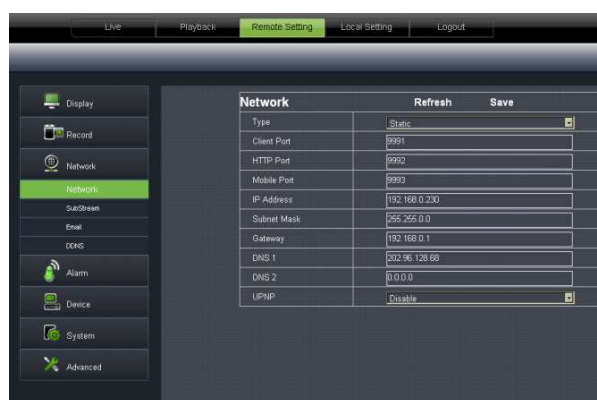 Live Playback Remote Setting Local Setting Logout
Display
Record
Network
Network
SubStream
Email
DDNS
Alarm
Device
System
Advanced
Network Refresh Save
Type Static
Client Port 9991
HTTP Port 9992
Mobile Port 9993
IP Address 192.168.0.230
Subnet Mask 255.255.0.0
Gateway 192.168.0.1
DNS 1 202.96.128.68
DNS 2 0.0.0.0
UPNP Disable